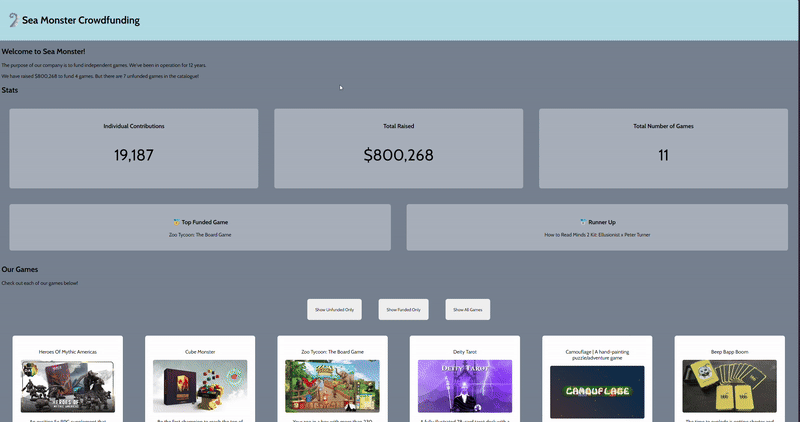 Sea Monster Crowdfunding
Welcome to Sea Monster!
The purpose of our company is to fund independent games. We've been in operation for 12 years.
We have raised $800,268 to fund 4 games. But there are 7 unfunded games in the catalogue!
Stats
Individual Contributions
19,187
Total Raised
$800,268
Total Number of Games
11
Top Funded Game
Zoo Tycoon: The Board Game
Runner Up
How to Read Minds 2 Kit: Ellusionist x Peter Turner
Our Games
Check out each of our games below!
Show Unfunded Only
Show Funded Only
Show All Games
Heroes Of Mythic Americas
HEROES OF
Cube Monster
Zoo Tycoon: The Board Game
Deity Tarot
DEITY TAROT
Camouflage | A hand-painting
puzzle/adventure game
CAMOUFLAGE
Beep Bapp Boom